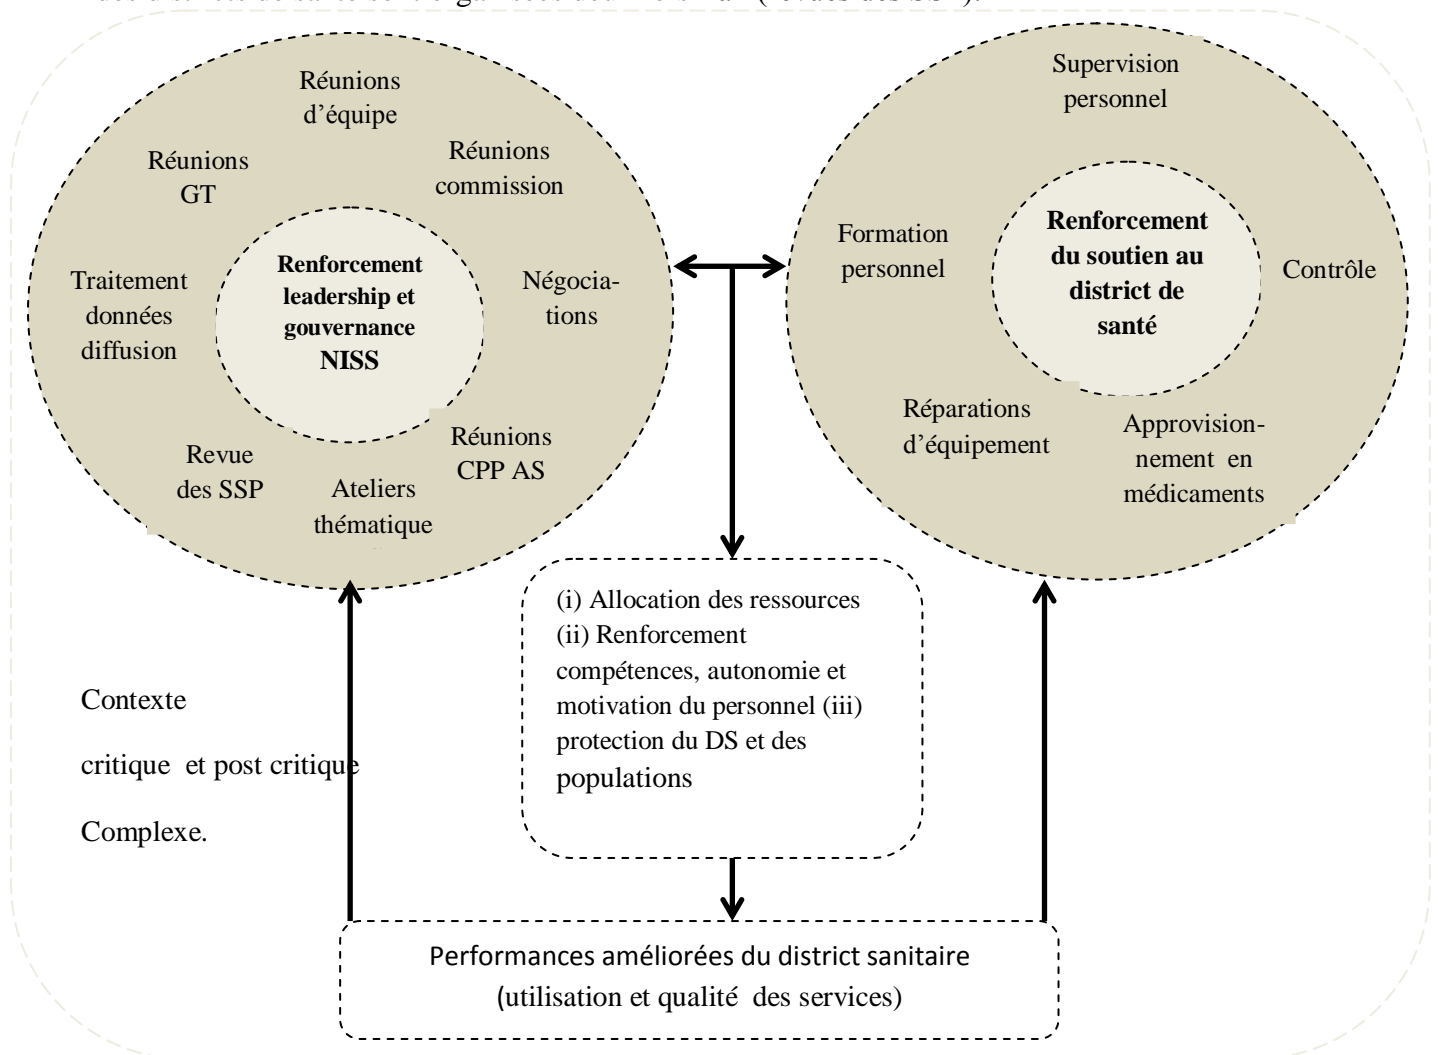 Réunions
d’équipe
Réunions
GT
Réunions
commission
Traitement
données
diffusion
Renforcement
leadership et
gouvernance
NISS
Négocia-
tions
Revue
des SSP
Ateliers
thématique
Réunions
CPP AS
Supervision
personnel
Formation
personnel
Renforcement
du soutien au
district de
santé
Contrôle
Réparations
d’équipement
Approvision-
nement en
médicaments
(i) Allocation des ressources
(ii) Renforcement
compétences, autonomie et
motivation du personnel (iii)
protection du DS et des
populations
Contexte
critique et post critique
Complexe.
Performances améliorées du district sanitaire
(utilisation et qualité des services)